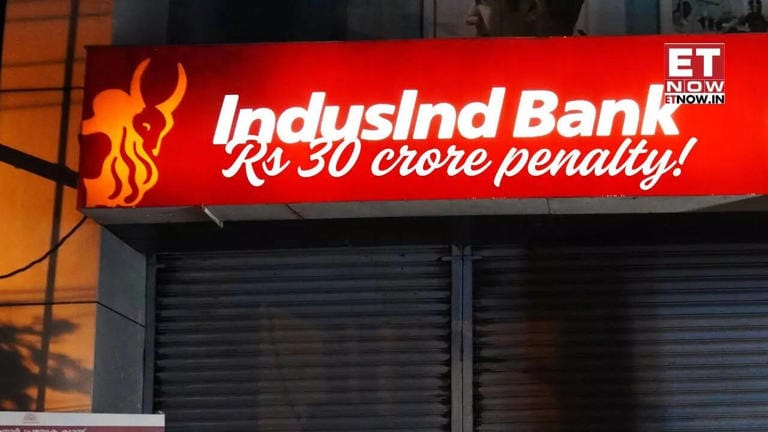 ET
NOW
ETNOW.IN
IndusInd Bank
Rs 30 crore penalty!